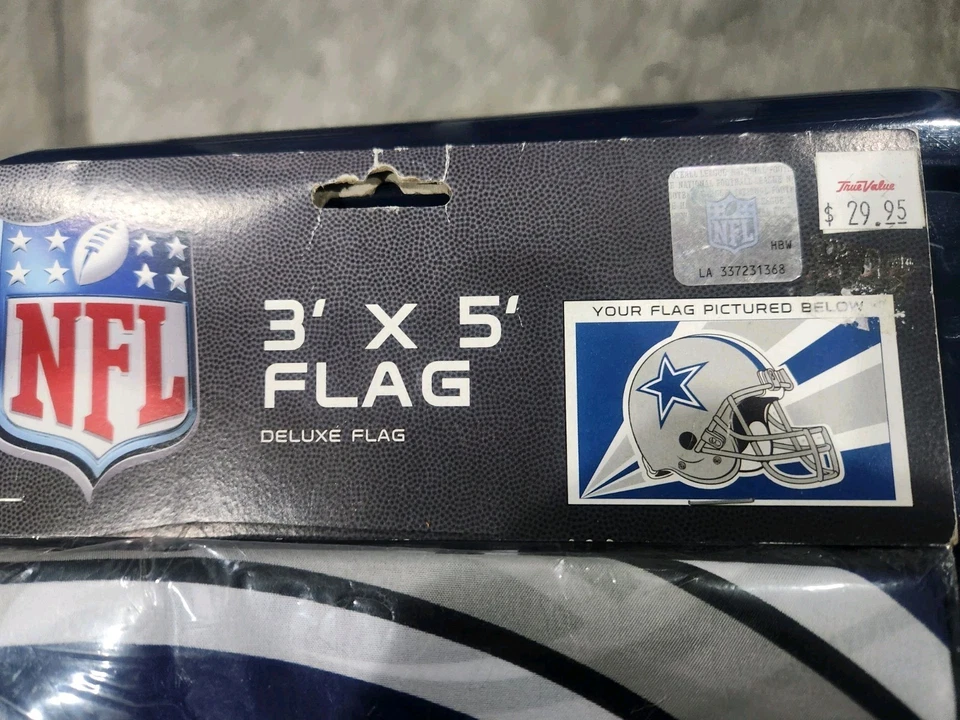 NFL
3' X 5'
FLAG
DELUXE FLAG
NFL
HBW
LA 337231368
True Value
$ 29.95
YOUR FLAG PICTURED BELOW